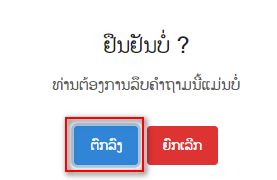 ຢືນຢັນບໍ່ ?
ທ່ານຕ້ອງການລຶບຄຳຖາມນີ້ແມ່ນບໍ່
ຕົກລົງ
ຍົກເລີກ